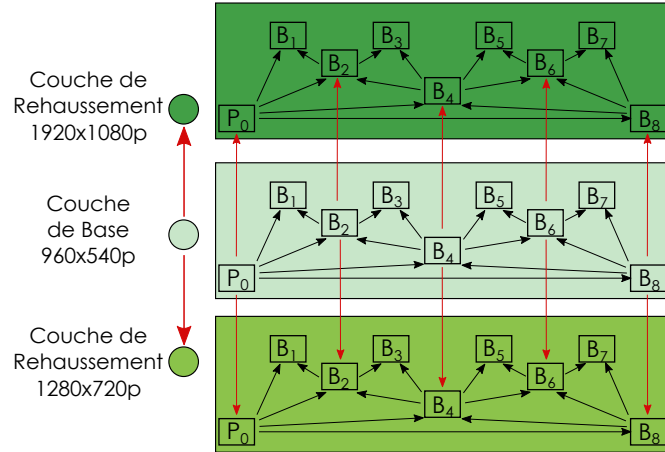 B1 B3 B5 B7
B2 B6
B4
P0 B8
Couche de
Rehaussement
1920x1080p
B1 B3 B5 B7
B2 B6
B4
P0 B8
Couche
de Base
960x540p
B1 B3 B5 B7
B2 B6
B4
P0 B8
Couche de
Rehaussement
1280x720p